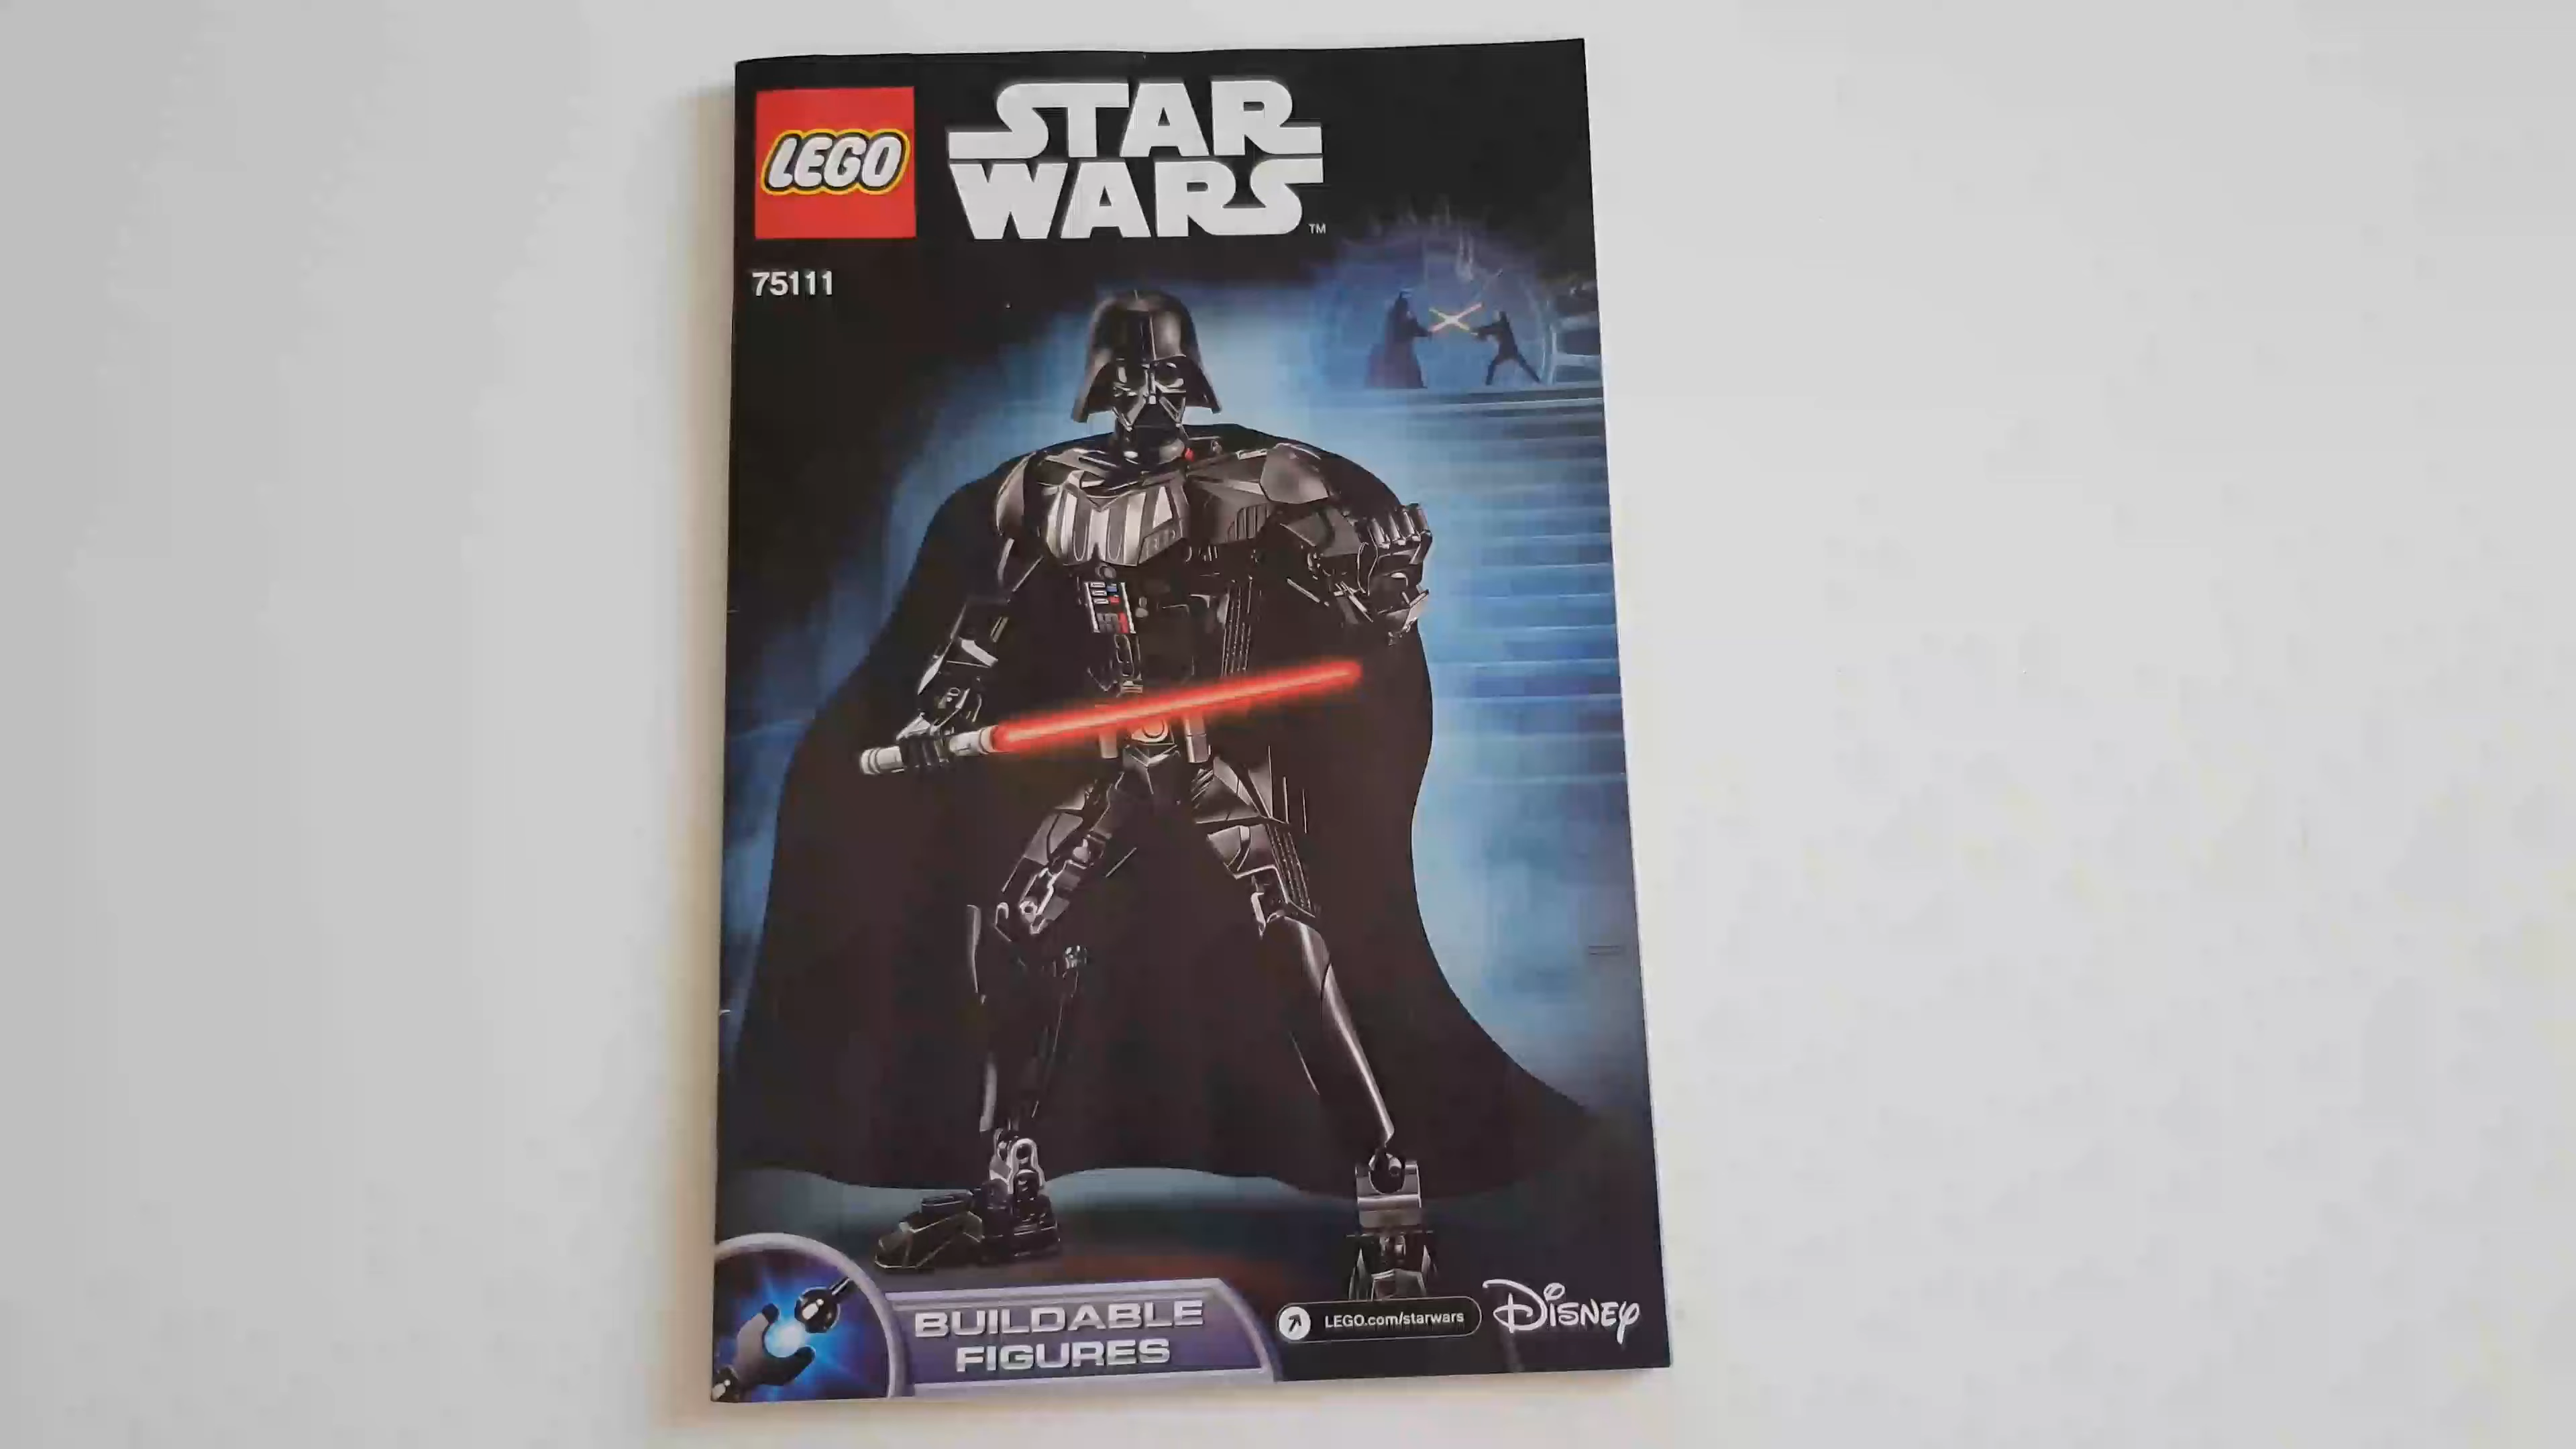 LEGO
STAR
WARS
TM
75111
BUILDABLE
FIGURES
LEGO.com/starwars
Disney